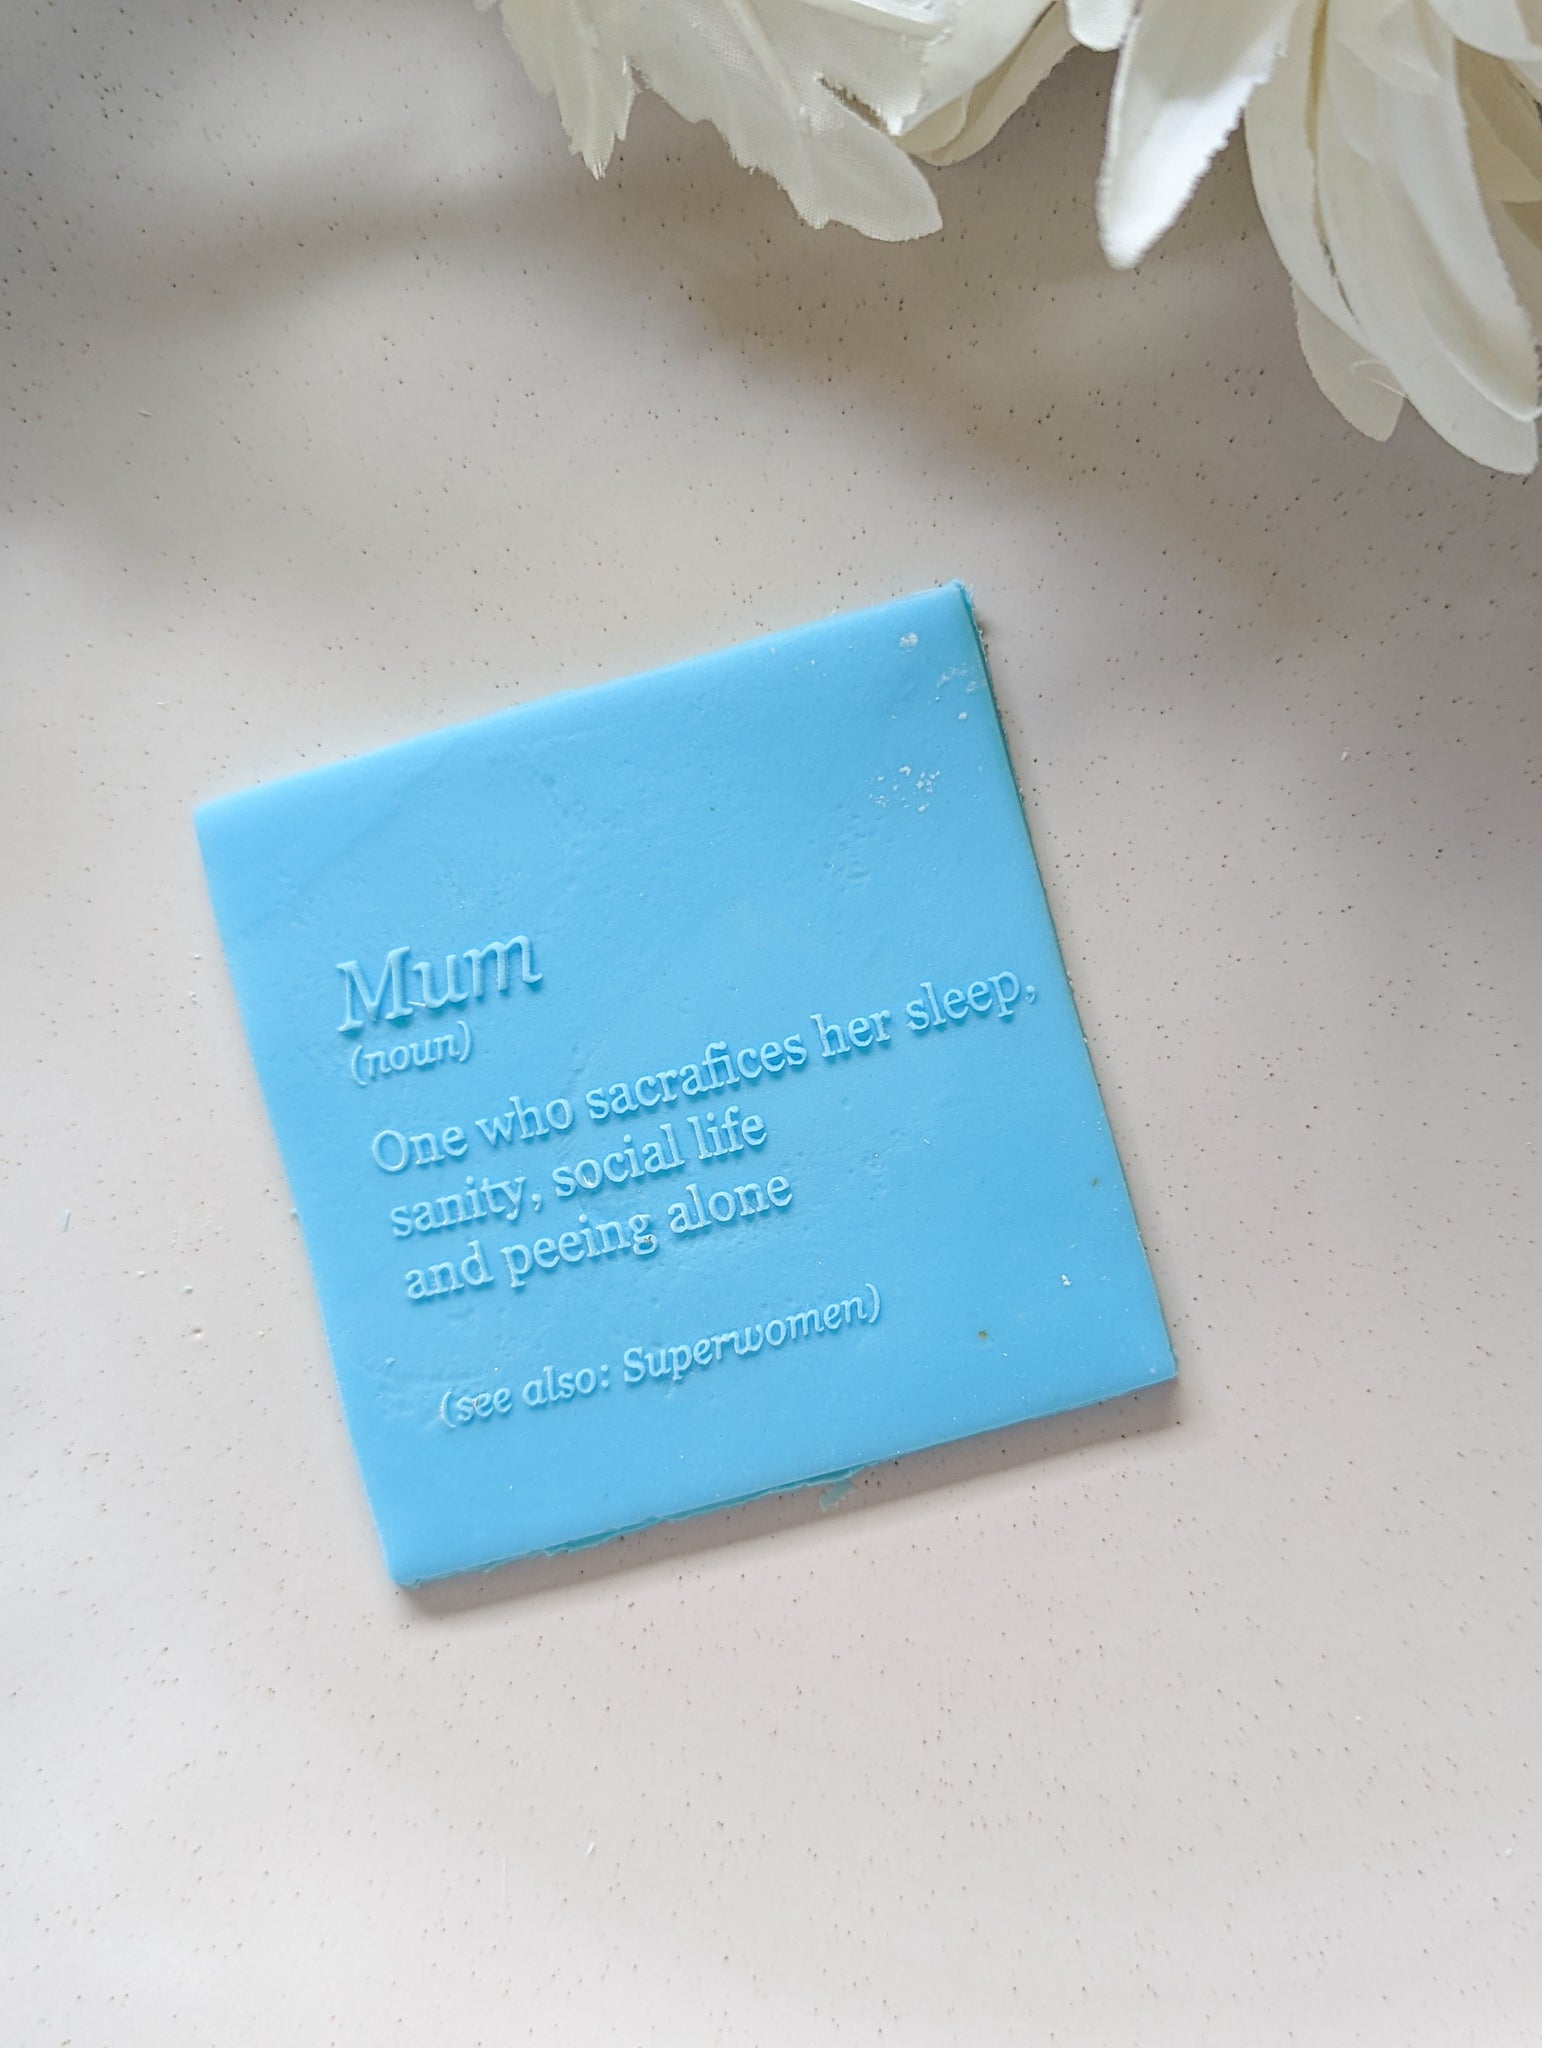 Mum
(noun)
One who sacrafices her sleep,
sanity, social life
and peeing alone
(see also: Superwomen)